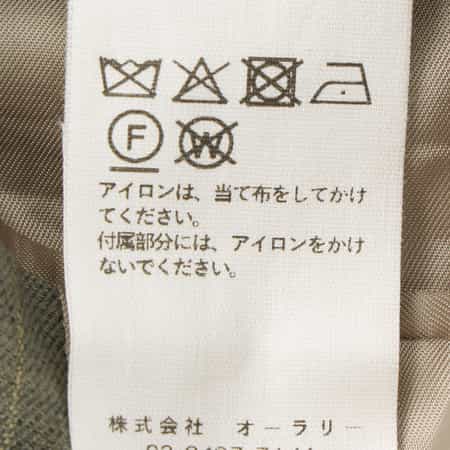 F
W
アイロンは、当て布をしてかけ
てください。
付属部分には、アイロンをかけ
ないでください。
株式会社 オーラリー